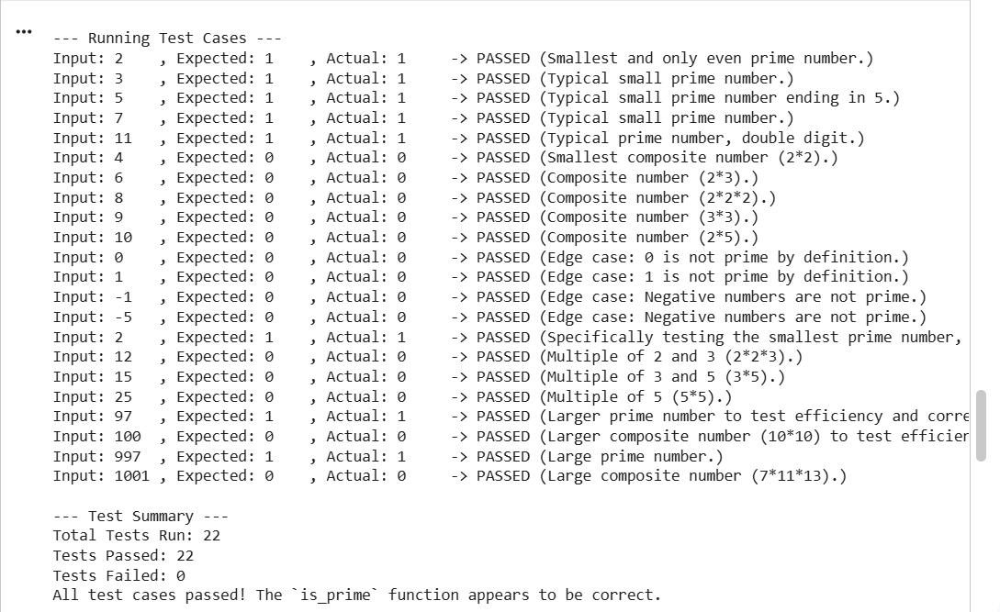 --- Running Test Cases ---
Input: 2    , Expected: 1    , Actual: 1     -> PASSED (Smallest and only even prime number.)
Input: 3    , Expected: 1    , Actual: 1     -> PASSED (Typical small prime number.)
Input: 5    , Expected: 1    , Actual: 1     -> PASSED (Typical small prime number ending in 5.)
Input: 7    , Expected: 1    , Actual: 1     -> PASSED (Typical small prime number.)
Input: 11   , Expected: 1    , Actual: 1     -> PASSED (Typical prime number, double digit.)
Input: 4    , Expected: 0    , Actual: 0     -> PASSED (Smallest composite number (2*2).)
Input: 6    , Expected: 0    , Actual: 0     -> PASSED (Composite number (2*3).)
Input: 8    , Expected: 0    , Actual: 0     -> PASSED (Composite number (2*2*2).)
Input: 9    , Expected: 0    , Actual: 0     -> PASSED (Composite number (3*3).)
Input: 10   , Expected: 0    , Actual: 0     -> PASSED (Composite number (2*5).)
Input: 0    , Expected: 0    , Actual: 0     -> PASSED (Edge case: 0 is not prime by definition.)
Input: 1    , Expected: 0    , Actual: 0     -> PASSED (Edge case: 1 is not prime by definition.)
Input: -1   , Expected: 0    , Actual: 0     -> PASSED (Edge case: Negative numbers are not prime.)
Input: -5   , Expected: 0    , Actual: 0     -> PASSED (Edge case: Negative numbers are not prime.)
Input: 2    , Expected: 1    , Actual: 1     -> PASSED (Specifically testing the smallest prime number,
Input: 12   , Expected: 0    , Actual: 0     -> PASSED (Multiple of 2 and 3 (2*2*3).)
Input: 15   , Expected: 0    , Actual: 0     -> PASSED (Multiple of 3 and 5 (3*5).)
Input: 25   , Expected: 0    , Actual: 0     -> PASSED (Multiple of 5 (5*5).)
Input: 97   , Expected: 1    , Actual: 1     -> PASSED (Larger prime number to test efficiency and corre
Input: 100  , Expected: 0    , Actual: 0     -> PASSED (Larger composite number (10*10) to test efficien
Input: 997  , Expected: 1    , Actual: 1     -> PASSED (Large prime number.)
Input: 1001 , Expected: 0    , Actual: 0     -> PASSED (Large composite number (7*11*13).)
--- Test Summary ---
Total Tests Run: 22
Tests Passed: 22
Tests Failed: 0
All test cases passed! The `is_prime` function appears to be correct.